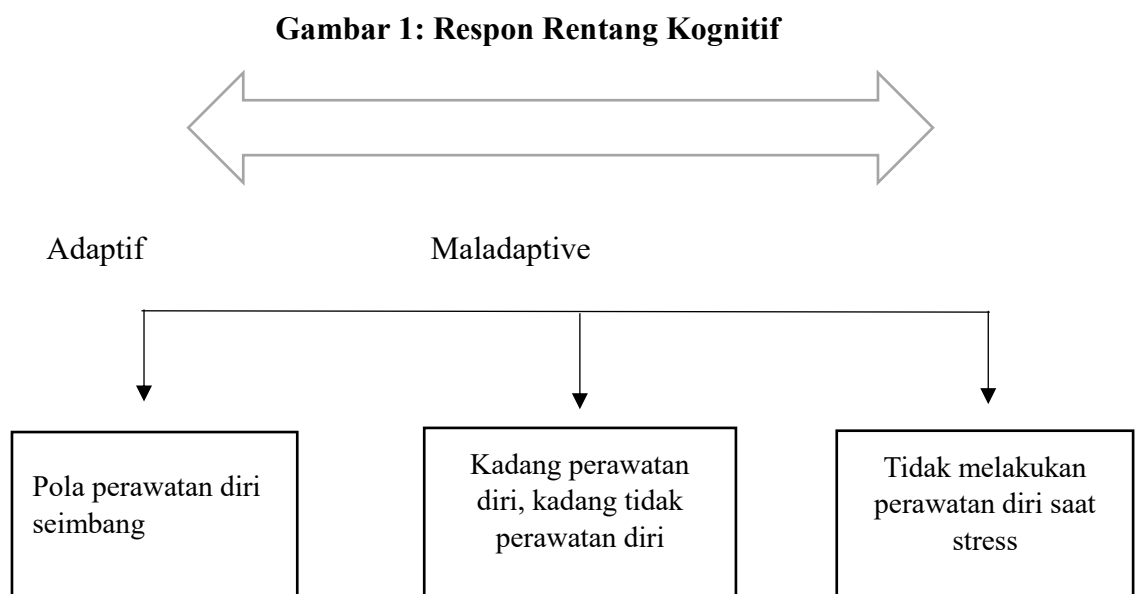 Gambar 1: Respon Rentang Kognitif
Adaptif
Maladaptive
Pola perawatan diri
seimbang
Kadang perawatan
diri, kadang tidak
perawatan diri
Tidak melakukan
perawatan diri saat
stress